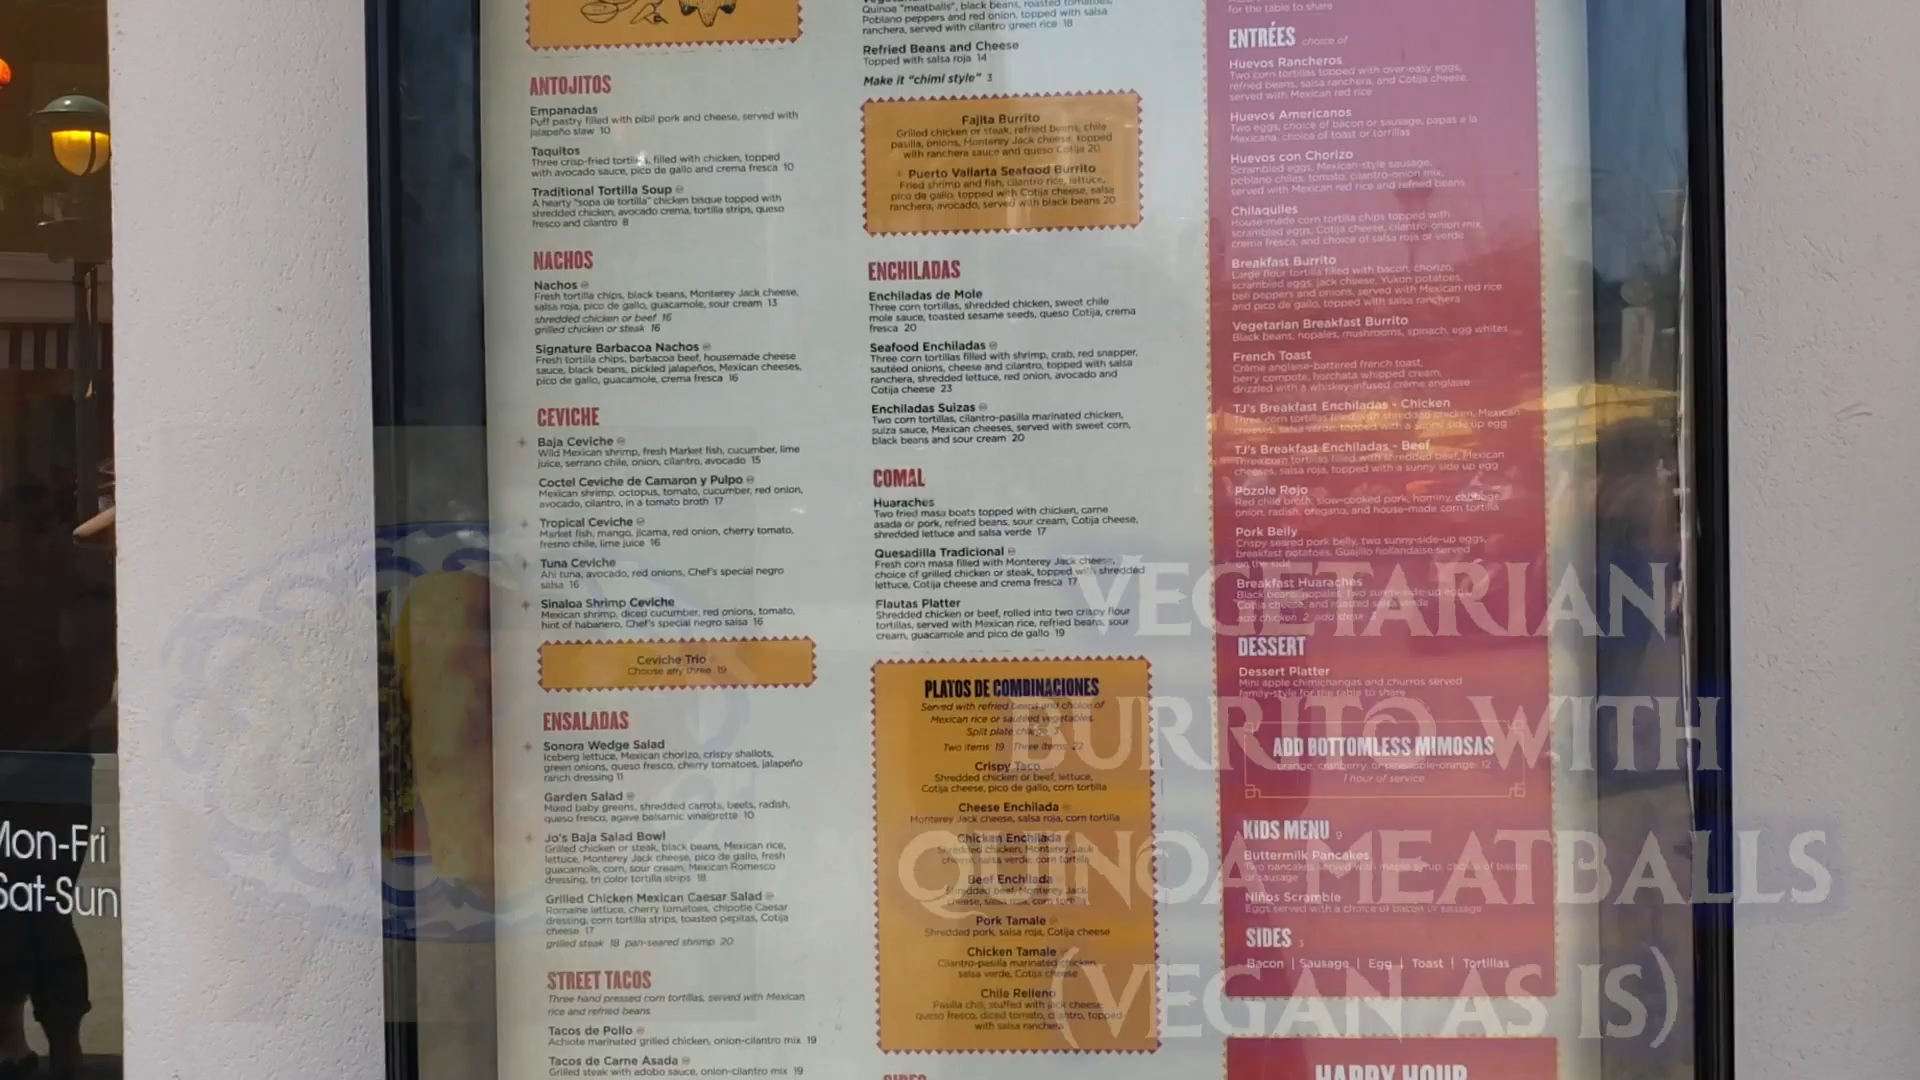 Mon-Fri
Sat-Sun
ANTOJITOS
Empanadas
Puff pastry filled with pibil pork and cheese, served with
jalapeño slaw 10
Taquitos
Three crisp-fried tortillas, filled with chicken, topped
with avocado sauce, pico de gallo and crema fresca 10
Traditional Tortilla Soup
A hearty "sopa de tortilla" chicken bisque topped with
shredded chicken, avocado crema, tortilla strips, queso
fresco and cilantro 8
NACHOS
Nachos
Fresh tortilla chips, black beans, Monterey Jack cheese,
salsa roja, pico de gallo, guacamole, sour cream 13
shredded chicken or beef 16
grilled chicken or steak 16
Signature Barbacoa Nachos
Fresh tortilla chips, barbacoa beef, housemade cheese
sauce, black beans, pickled jalapeños, Mexican cheeses,
pico de gallo, guacamole, crema fresca 16
CEVICHE
Baja Ceviche
Wild Mexican shrimp, fresh Market fish, cucumber, lime
juice, serrano chile, onion, cilantro, avocado 15
Coctel Ceviche de Camaron y Pulpo
Mexican shrimp, octopus, tomato, cucumber, red onion,
avocado, cilantro, in a tomato broth 17
Tropical Ceviche
Market fish, mango, jicama, red onion, cherry tomato,
fresno chile, lime juice 16
Tuna Ceviche
Ahi tuna, avocado, red onions, Chef's special negro
salsa 16
Sinaloa Shrimp Ceviche
Mexican shrimp, diced cucumber, red onions, tomato,
hint of habanero, Chef's special negro salsa 16
Ceviche Trio
Choose any three 19
ENSALADAS
Sonora Wedge Salad
Iceberg lettuce, Mexican chorizo, crispy shallots,
green onions, queso fresco, cherry tomatoes, jalapeño
ranch dressing 11
Garden Salad
Mixed baby greens, shredded carrots, beets, radish,
queso fresco, agave balsamic vinaigrette 10
Jo's Baja Salad Bowl
Grilled chicken or steak, black beans, Mexican rice,
lettuce, Monterey Jack cheese, pico de gallo, fresh
guacamole, corn, sour cream, Mexican Romesco
dressing, tri color tortilla strips 18
Grilled Chicken Mexican Caesar Salad
Romaine lettuce, cherry tomatoes, chipotle Caesar
dressing, corn tortilla strips, toasted pepitas, Cotija
cheese 17
grilled steak 18 pan-seared shrimp 20
STREET TACOS
Three hand pressed corn tortillas, served with Mexican
rice and refried beans
Tacos de Pollo
Achiote marinated grilled chicken, onion-cilantro mix 19
Tacos de Carne Asada
Grilled steak with adobo sauce, onion-cilantro mix 19
Quinoa "meatballs", black beans, roasted tomatoes,
Poblano peppers and red onion, topped with salsa
ranchera, served with cilantro green rice 18
Refried Beans and Cheese
Topped with salsa roja 14
Make it "chimi style" 3
Fajita Burrito
Grilled chicken or steak, refried beans, chile
pasilla, onions, Monterey Jack cheese, topped
with ranchera sauce and queso Cotija 20
Puerto Vallarta Seafood Burrito
Fried shrimp and fish, cilantro rice, lettuce,
pico de gallo, topped with Cotija cheese, salsa
ranchera, avocado, served with black beans 20
ENCHILADAS
Enchiladas de Mole
Three corn tortillas, shredded chicken, sweet chile
mole sauce, toasted sesame seeds, queso Cotija, crema
fresca 20
Seafood Enchiladas
Three corn tortillas filled with shrimp, crab, red snapper,
sautéed onions, cheese and cilantro, topped with salsa
ranchera, shredded lettuce, red onion, avocado and
Cotija cheese 23
Enchiladas Suizas
Two corn tortillas, cilantro-pasilla marinated chicken,
suiza sauce, Mexican cheeses, served with sweet corn,
black beans and sour cream 20
COMAL
Huaraches
Two fried masa boats topped with chicken, carne
asada or pork, refried beans, sour cream, Cotija cheese,
shredded lettuce and salsa verde 17
Quesadilla Tradicional
Fresh corn masa filled with Monterey Jack cheese,
choice of grilled chicken or steak, topped with shredded
lettuce, Cotija cheese and crema fresca 17
Flautas Platter
Shredded chicken or beef, rolled into two crispy flour
tortillas, served with Mexican rice, refried beans, sour
cream, guacamole and pico de gallo 19
PLATOS DE COMBINACIONES
Served with refried beans and choice of
Mexican rice or sautéed vegetables
Split plate charge 3
Two items 19 Three items 22
Crispy Taco
Shredded chicken or beef, lettuce,
Cotija cheese, pico de gallo, corn tortilla
Cheese Enchilada
Monterey Jack cheese, salsa roja, corn tortilla
Chicken Enchilada
Shredded chicken, Monterey Jack
cheese, salsa verde, corn tortilla
Beef Enchilada
Shredded beef, Monterey Jack
cheese, salsa roja, corn tortilla
Pork Tamale
Shredded pork, salsa roja, Cotija cheese
Chicken Tamale
Cilantro-pasilla marinated chicken,
salsa verde, Cotija cheese
Chile Relleno
Pasilla chili, stuffed with jack cheese,
queso fresco, diced tomato, cilantro, topped
with salsa ranchera
for the table to share
ENTRÉES choice of
Huevos Rancheros
Two corn tortillas topped with over-easy eggs,
refried beans, salsa ranchera, and Cotija cheese,
served with Mexican red rice
Huevos Americanos
Two eggs, choice of bacon or sausage, papas a la
Mexicana, choice of toast or tortillas
Huevos con Chorizo
Scrambled eggs, Mexican-style sausage,
poblano chiles, tomato, cilantro-onion mix,
served with Mexican red rice and refried beans
Chilaquiles
House-made corn tortilla chips topped with
scrambled eggs, Cotija cheese, cilantro-onion mix,
crema fresca, and choice of salsa roja or verde
Breakfast Burrito
Large flour tortilla filled with bacon, chorizo,
scrambled eggs, jack cheese, Yukon potatoes,
bell peppers and onions, served with Mexican red rice
and pico de gallo, topped with salsa ranchera
Vegetarian Breakfast Burrito
Black beans, nopales, mushrooms, spinach, egg whites
French Toast
Crème anglaise-battered french toast,
berry compote, horchata whipped cream,
drizzled with a whiskey-infused crème anglaise
TJ's Breakfast Enchiladas - Chicken
Three corn tortillas filled with shredded chicken, Mexican
cheeses, salsa verde, topped with a sunny side up egg
TJ's Breakfast Enchiladas - Beef
Three corn tortillas filled with shredded beef, Mexican
cheeses, salsa roja, topped with a sunny side up egg
Pozole Rojo
Red chile broth, slow-cooked pork, hominy, cabbage,
onion, radish, oregano, and house-made corn tortilla
Pork Belly
Crispy seared pork belly, two sunny-side-up eggs,
breakfast potatoes, Guajillo hollandaise served
on the side
Breakfast Huaraches
Black beans, nopales, two sunny-side-up eggs,
Cotija cheese, and roasted salsa verde
add chicken 2 add steak 3
DESSERT
Dessert Platter
Mini apple chimichangas and churros served
family-style for the table to share
ADD BOTTOMLESS MIMOSAS
orange, cranberry, or pineapple-orange 12
1 hour of service
KIDS MENU 9
Buttermilk Pancakes
Two pancakes served with maple syrup, choice of bacon
or sausage
Niños Scramble
Eggs served with a choice of bacon or sausage
SIDES 3
Bacon | Sausage | Egg | Toast | Tortillas
HAPPY HOUR
VEGETARIAN
BURRITO WITH
QUINOA MEATBALLS
(VEGAN AS IS)